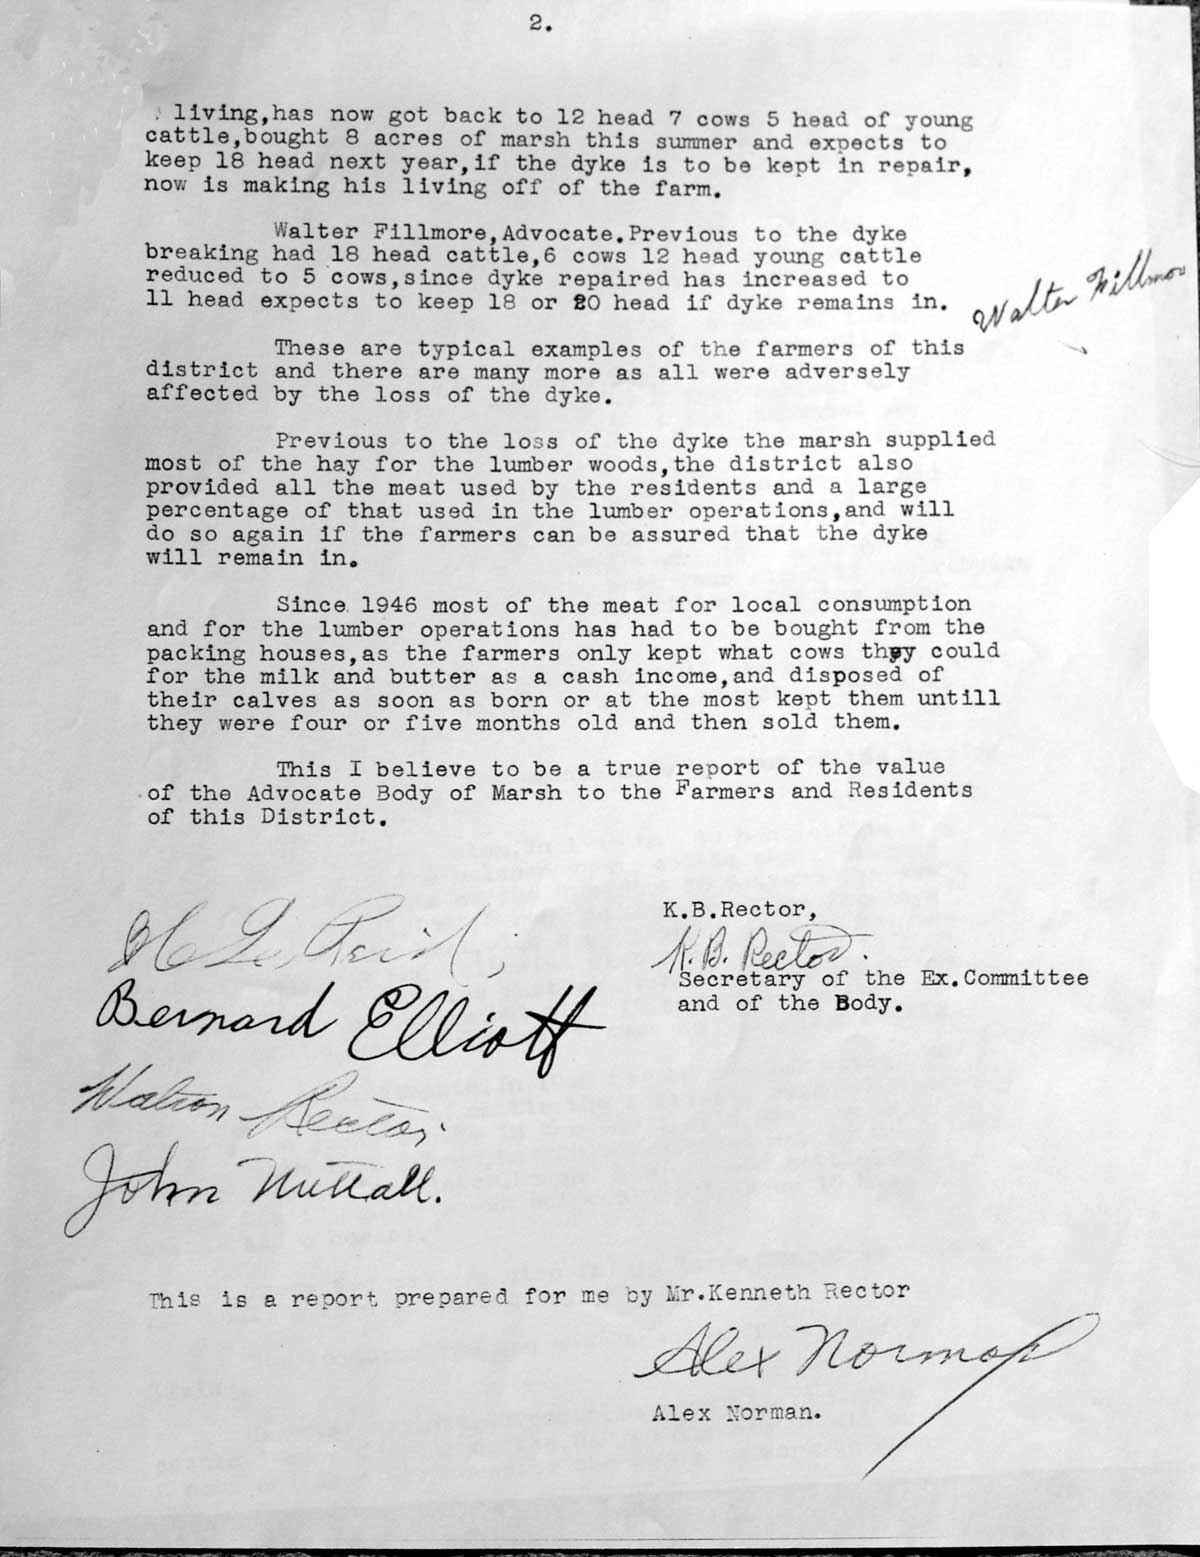 2.
living,has now got back to 12 head 7 cows 5 head of young
cattle,bought 8 acres of marsh this summer and expects to
keep 18 head next year,if the dyke is to be kept in repair,
now is making his living off of the farm.
Walter Fillmore,Advocate.Previous to the dyke
breaking had 18 head cattle,6 cows 12 head young cattle
reduced to 5 cows,since dyke repaired has increased to
11 head expects to keep 18 or 20 head if dyke remains in.
Walter Fillmore
These are typical examples of the farmers of this
district and there are many more as all were adversely
affected by the loss of the dyke.
Previous to the loss of the dyke the marsh supplied
most of the hay for the lumber woods,the district also
provided all the meat used by the residents and a large
percentage of that used in the lumber operations,and will
do so again if the farmers can be assured that the dyke
will remain in.
Since 1946 most of the meat for local consumption
and for the lumber operations has had to be bought from the
packing houses,as the farmers only kept what cows they could
for the milk and butter as a cash income,and disposed of
their calves as soon as born or at the most kept them untill
they were four or five months old and then sold them.
This I believe to be a true report of the value
of the Advocate Body of Marsh to the Farmers and Residents
of this District.
K.B.Rector,
K. B. Rector.
Secretary of the Ex.Committee
and of the Body.
Reid
Bernard Elliott
Watson Rector
John Nuttall.
This is a report prepared for me by Mr.Kenneth Rector
Alex Norman
Alex Norman.